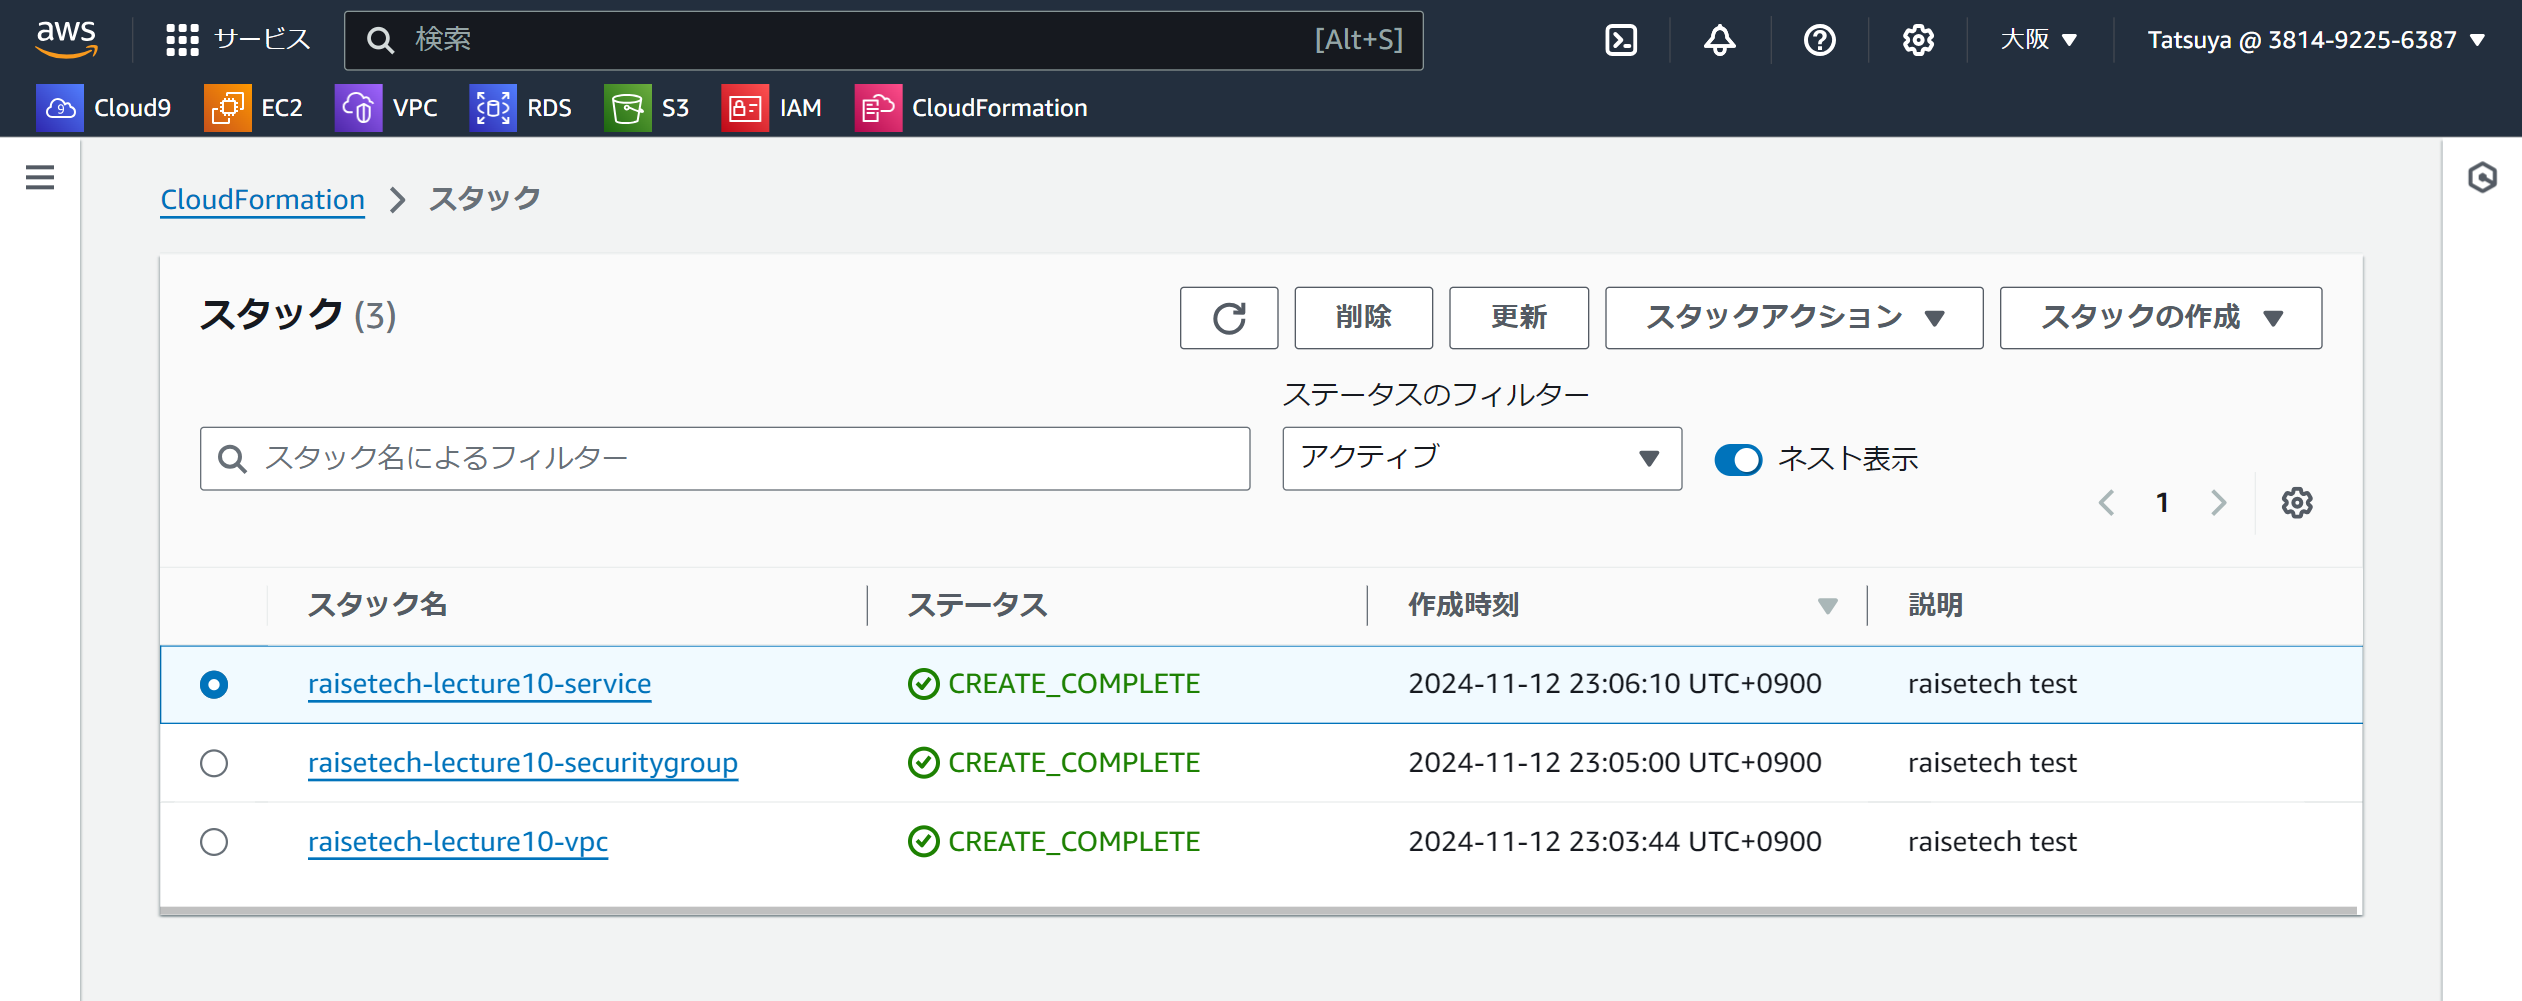 aws サービス 検索 [Alt+S] 大阪 Tatsuya @ 3814-9225-6387
Cloud9 EC2 VPC RDS S3 IAM CloudFormation
CloudFormation スタック
スタック (3) 削除 更新 スタックアクション スタックの作成
ステータスのフィルター
スタック名によるフィルター アクティブ ネスト表示
1
スタック名 ステータス 作成時刻 説明
raisetech-lecture10-service CREATE_COMPLETE 2024-11-12 23:06:10 UTC+0900 raisetech test
raisetech-lecture10-securitygroup CREATE_COMPLETE 2024-11-12 23:05:00 UTC+0900 raisetech test
raisetech-lecture10-vpc CREATE_COMPLETE 2024-11-12 23:03:44 UTC+0900 raisetech test